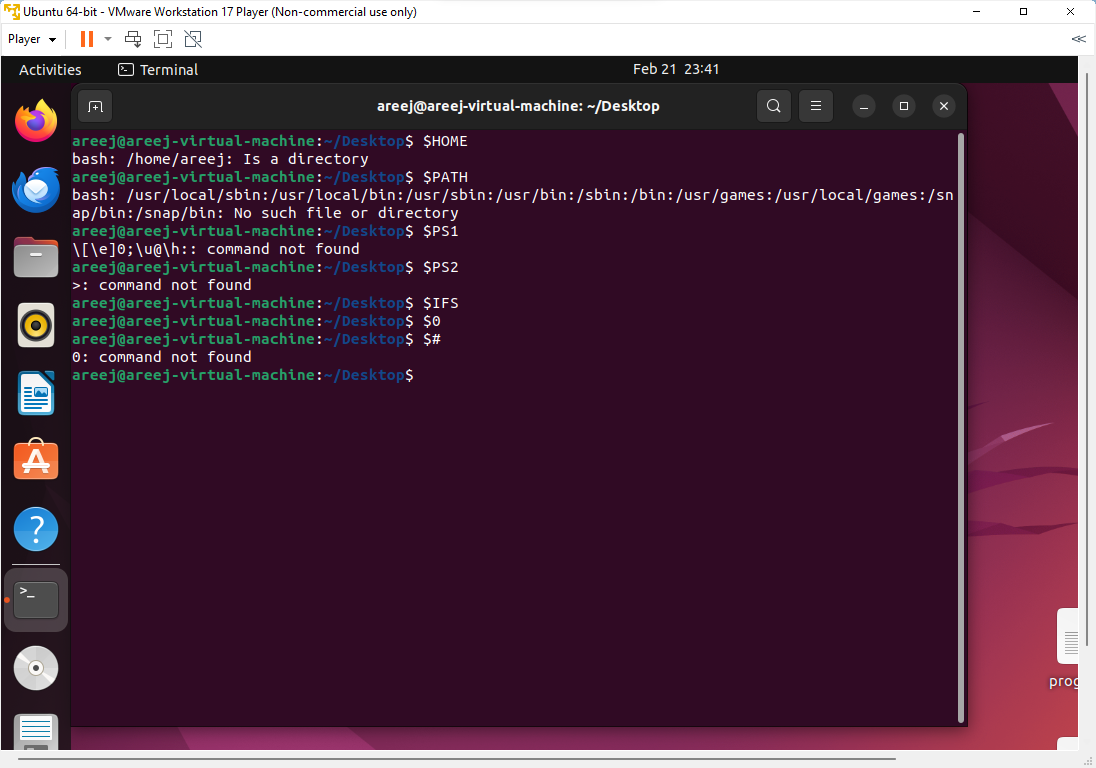 Ubuntu 64-bit - VMware Workstation 17 Player (Non-commercial use only)
Player
Activities
Terminal
Feb 21 23:41
areej@areej-virtual-machine: ~/Desktop
areej@areej-virtual-machine:~/Desktop$ $HOME
bash: /home/areej: Is a directory
areej@areej-virtual-machine:~/Desktop$ $PATH
bash: /usr/local/sbin:/usr/local/bin:/usr/sbin:/usr/bin:/sbin:/bin:/usr/games:/usr/local/games:/sn
ap/bin:/snap/bin: No such file or directory
areej@areej-virtual-machine:~/Desktop$ $PS1
\[\e]0;\u@\h:: command not found
areej@areej-virtual-machine:~/Desktop$ $PS2
>: command not found
areej@areej-virtual-machine:~/Desktop$ $IFS
areej@areej-virtual-machine:~/Desktop$ $0
areej@areej-virtual-machine:~/Desktop$ $#
0: command not found
areej@areej-virtual-machine:~/Desktop$
prog